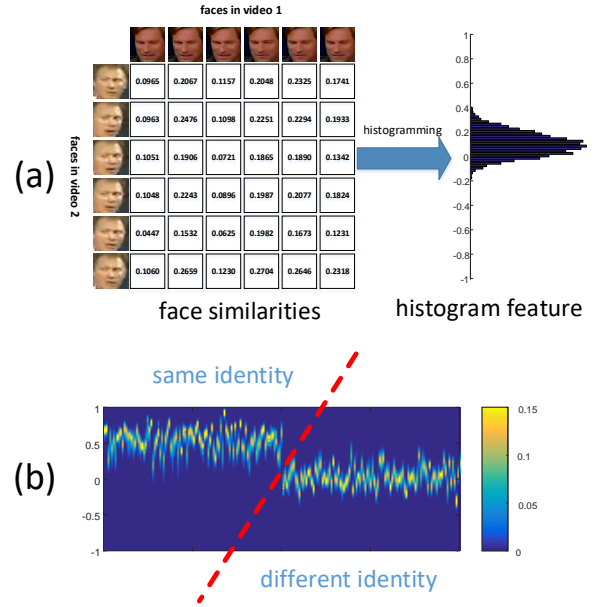 faces in video 1
faces in video 2
0.0965 0.2067 0.1157 0.2048 0.2325 0.1741
0.0963 0.2476 0.1098 0.2251 0.2294 0.1933
0.1051 0.1906 0.0721 0.1865 0.1890 0.1342
0.1048 0.2243 0.0896 0.1987 0.2077 0.1824
0.0447 0.1532 0.0625 0.1982 0.1673 0.1231
0.1060 0.2659 0.1230 0.2704 0.2646 0.2318
(a)
histogramming
1
0.8
0.6
0.4
0.2
0
-0.2
-0.4
-0.6
-0.8
-1
face similarities
histogram feature
same identity
(b)
1
0.5
0
-0.5
-1
0.15
0.1
0.05
0
different identity